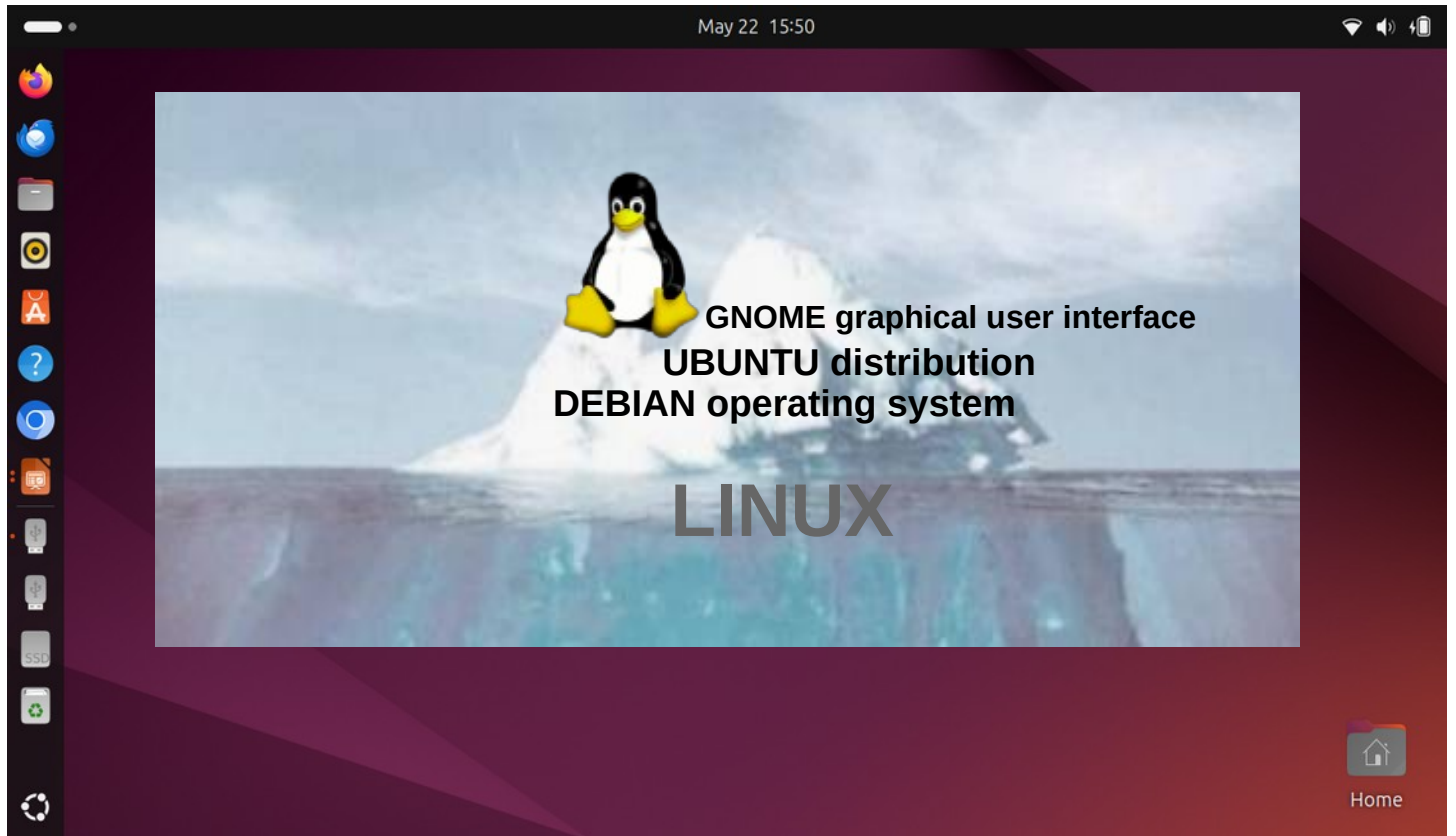 May 22 15:50
GNOME graphical user interface
UBUNTU distribution
DEBIAN operating system
LINUX
SSD
Home